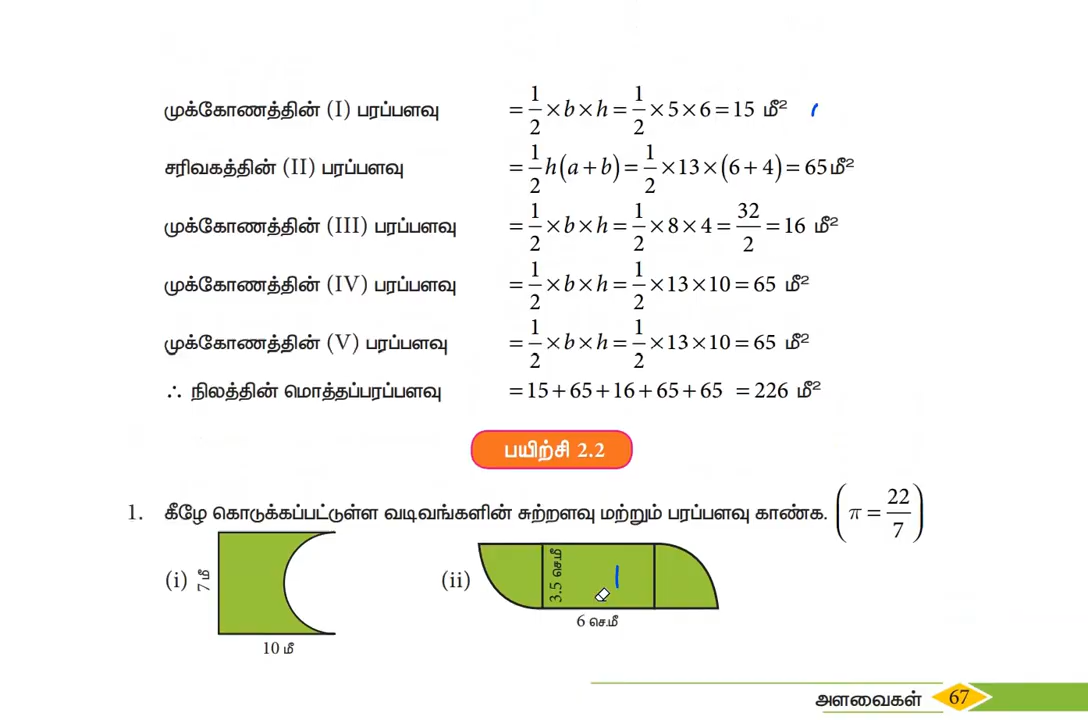 முக்கோணத்தின் (I) பரப்பளவு = 1/2 × b × h = 1/2 × 5 × 6 = 15 மீ²
சரிவகத்தின் (II) பரப்பளவு = 1/2 h(a + b) = 1/2 × 13 × (6 + 4) = 65மீ²
முக்கோணத்தின் (III) பரப்பளவு = 1/2 × b × h = 1/2 × 8 × 4 = 32/2 = 16 மீ²
முக்கோணத்தின் (IV) பரப்பளவு = 1/2 × b × h = 1/2 × 13 × 10 = 65 மீ²
முக்கோணத்தின் (V) பரப்பளவு = 1/2 × b × h = 1/2 × 13 × 10 = 65 மீ²
∴ நிலத்தின் மொத்தப்பரப்பளவு = 15 + 65 + 16 + 65 + 65 = 226 மீ²
பயிற்சி 2.2
1. கீழே கொடுக்கப்பட்டுள்ள வடிவங்களின் சுற்றளவு மற்றும் பரப்பளவு காண்க. (π = 22/7)
(i) 7 மீ
10 மீ
(ii) 3.5 செ.மீ
6 செ.மீ
அளவைகள் 67